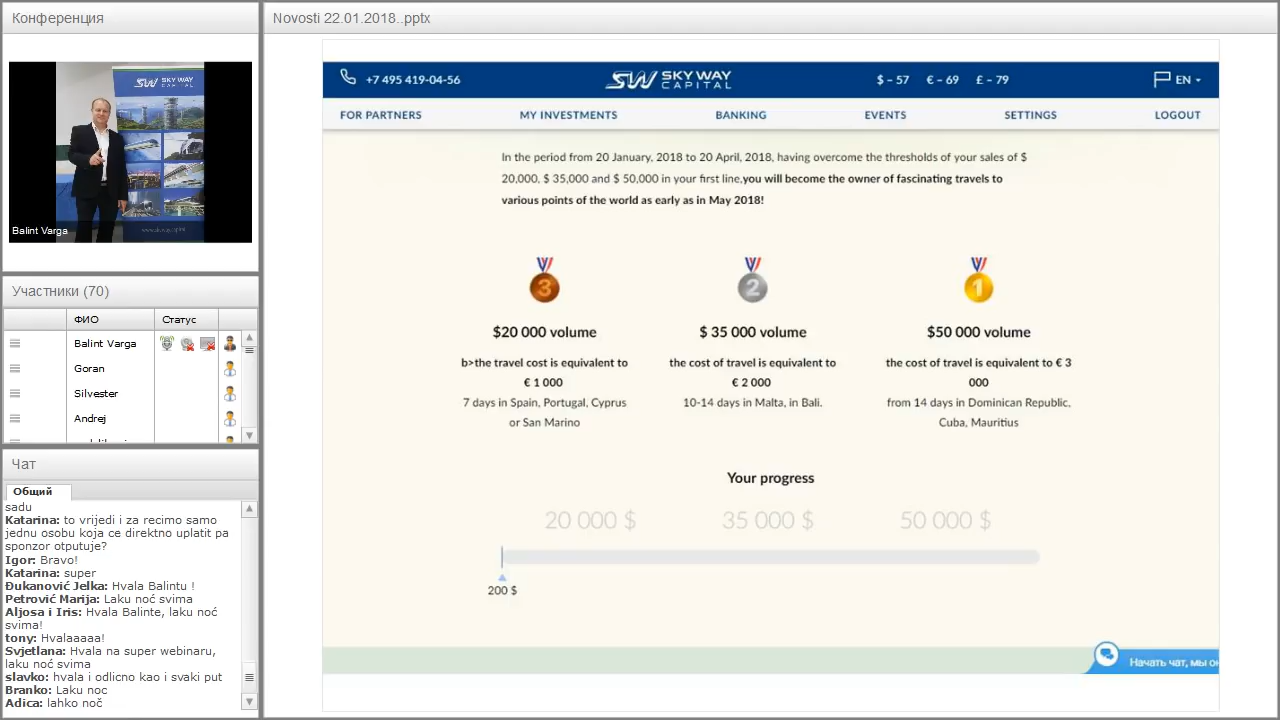 Конференция
SKY WAY
CAPITAL
Balint Varga
Участники (70)
ФИО
Статус
Balint Varga
Goran
Silvester
Andrej
Чат
Общий
sadu
Katarina: to vrijedi i za recimo samo
jednu osobu koja ce direktno uplatit pa
sponzor otputuje?
Igor: Bravo!
Katarina: super
Đukanović Jelka: Hvala Balintu !
Petrović Marija: Laku noć svima
Aljosa i Iris: Hvala Balinte, laku noć
svima!
tony: Hvalaaaaa!
Svjetlana: Hvala na super webinaru,
laku noć svima
slavko: hvala i odlicno kao i svaki put
Branko: Laku noc
Adica: lahko noč
Novosti 22.01.2018..pptx
+7 495 419-04-56
SW SKY WAY
CAPITAL
$ – 57 € – 69 £ – 79
EN
FOR PARTNERS MY INVESTMENTS BANKING EVENTS SETTINGS LOGOUT
In the period from 20 January, 2018 to 20 April, 2018, having overcome the thresholds of your sales of $
20,000, $ 35,000 and $ 50,000 in your first line,you will become the owner of fascinating travels to
various points of the world as early as in May 2018!
3 2 1
$20 000 volume $ 35 000 volume $50 000 volume
b>the travel cost is equivalent to the cost of travel is equivalent to the cost of travel is equivalent to € 3
€ 1 000 € 2 000 000
7 days in Spain, Portugal, Cyprus 10-14 days in Malta, in Bali. from 14 days in Dominican Republic,
or San Marino Cuba, Mauritius
Your progress
20 000 $ 35 000 $ 50 000 $
200 $
Начать чат, мы он